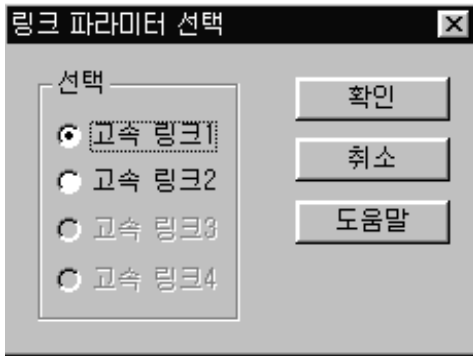 링크 파라미터 선택
선택
고속 링크1
고속 링크2
고속 링크3
고속 링크4
확인
취소
도움말